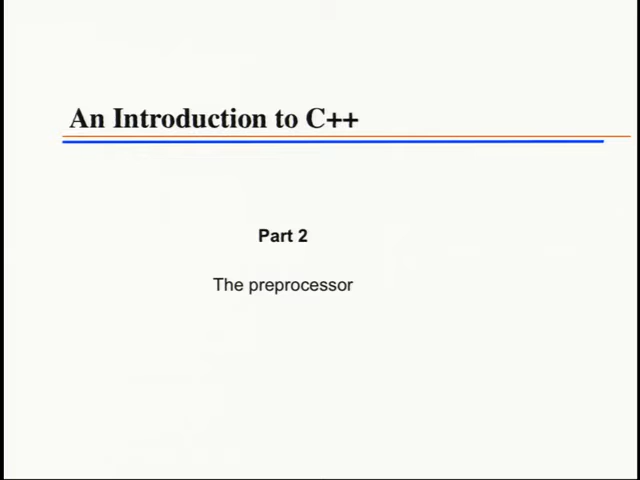 An Introduction to C++
Part 2
The preprocessor